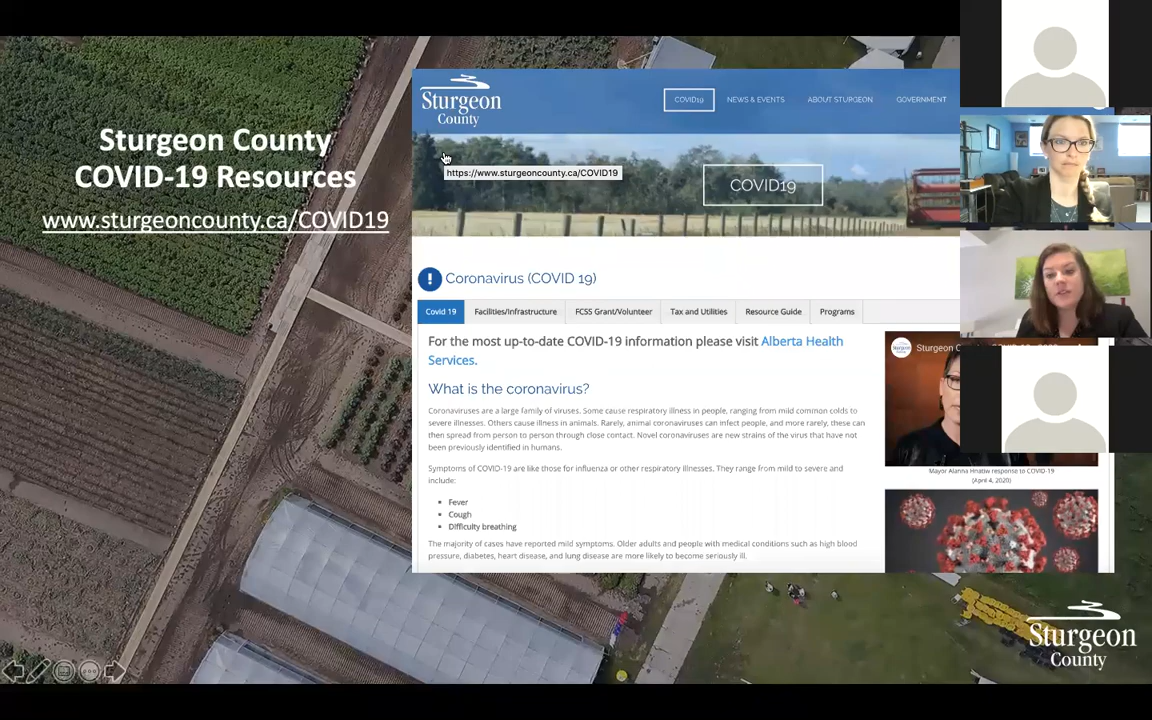 Sturgeon County
COVID-19 Resources
www.sturgeoncounty.ca/COVID19
Sturgeon
County
COVID19
NEWS & EVENTS
ABOUT STURGEON
GOVERNMENT
https://www.sturgeoncounty.ca/COVID19
COVID19
! Coronavirus (COVID 19)
Covid 19
Facilities/Infrastructure
FCSS Grant/Volunteer
Tax and Utilities
Resource Guide
Programs
For the most up-to-date COVID-19 information please visit Alberta Health
Services.
What is the coronavirus?
Coronaviruses are a large family of viruses. Some cause respiratory illness in people, ranging from mild common colds to
severe illnesses. Others cause illness in animals. Rarely, animal coronaviruses can infect people, and more rarely, these can
then spread from person to person through close contact. Novel coronaviruses are new strains of the virus that have not
been previously identified in humans.
Symptoms of COVID-19 are like those for influenza or other respiratory illnesses. They range from mild to severe and
include:
• Fever
• Cough
• Difficulty breathing
The majority of cases have reported mild symptoms. Older adults and people with medical conditions such as high blood
pressure, diabetes, heart disease, and lung disease are more likely to become seriously ill.
Sturgeon C
Mayor Alanna Hnatiw response to COVID-19
(April 4, 2020)
Sturgeon
County